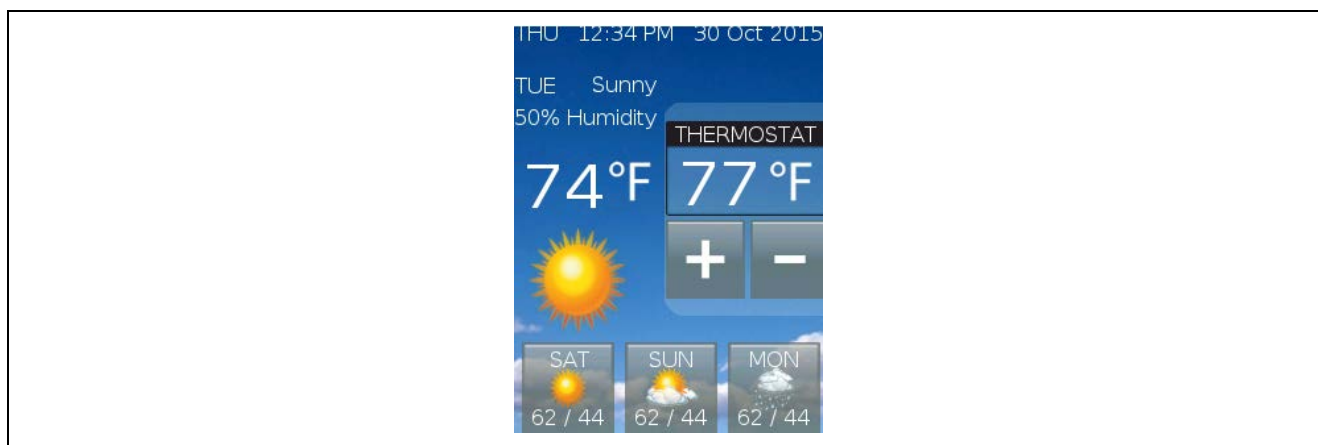 THU 12:34 PM 30 Oct 2015
TUE Sunny
50% Humidity
THERMOSTAT
74°F
77 °F
+ -
SAT SUN MON
62 / 44 62 / 44 62 / 44